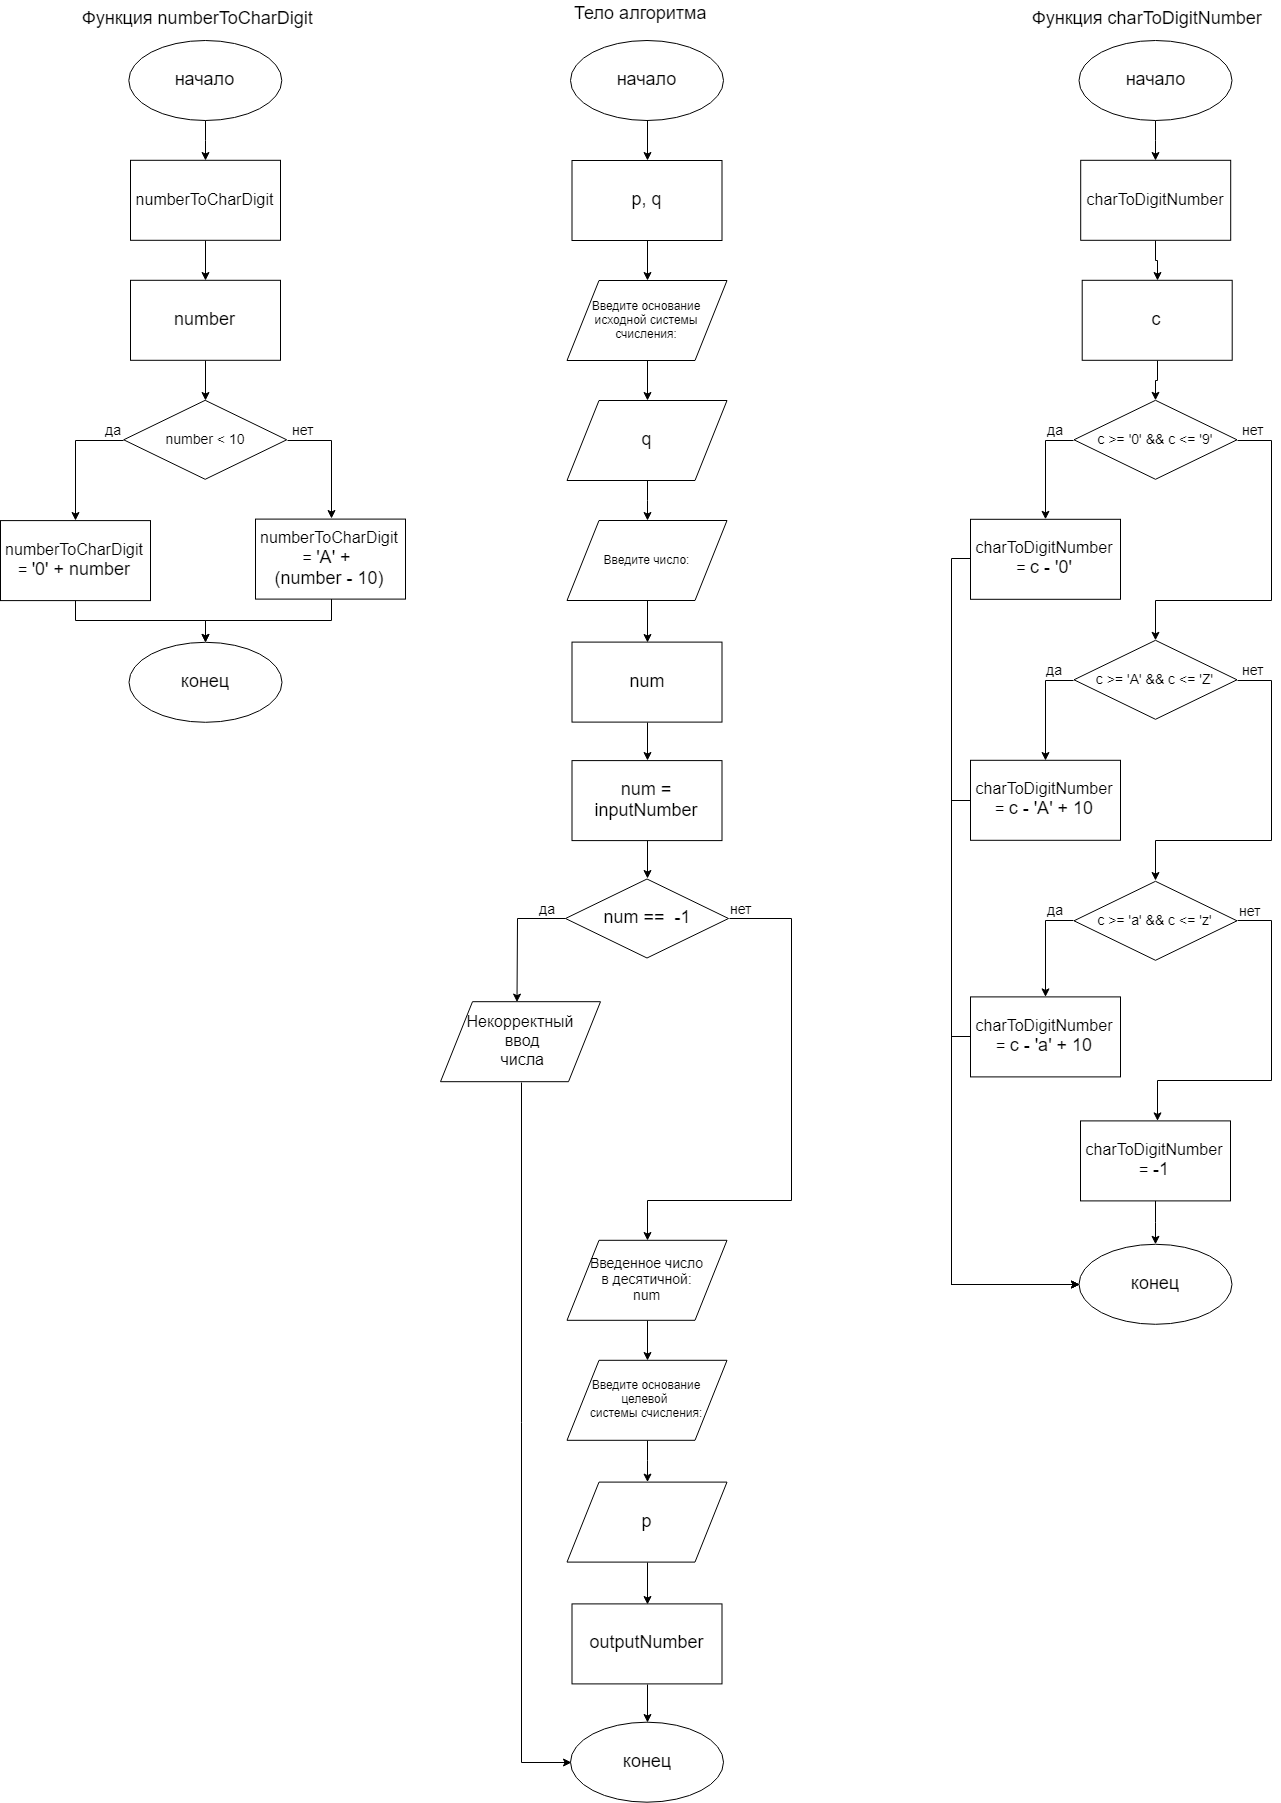 Функция numberToCharDigit
начало
numberToCharDigit
number
number < 10
да
нет
numberToCharDigit
= '0' + number
numberToCharDigit
= 'A' +
(number - 10)
конец
Тело алгоритма
начало
p, q
Введите основание
исходной системы
счисления:
q
Введите число:
num
num =
inputNumber
num == -1
да
нет
Некорректный
ввод
числа
Введенное число
в десятичной:
num
Введите основание
целевой
системы счисления:
p
outputNumber
конец
Функция charToDigitNumber
начало
charToDigitNumber
c
c >= '0' && c <= '9'
да
нет
charToDigitNumber
= c - '0'
c >= 'A' && c <= 'Z'
да
нет
charToDigitNumber
= c - 'A' + 10
c >= 'a' && c <= 'z'
да
нет
charToDigitNumber
= c - 'a' + 10
charToDigitNumber
= -1
конец